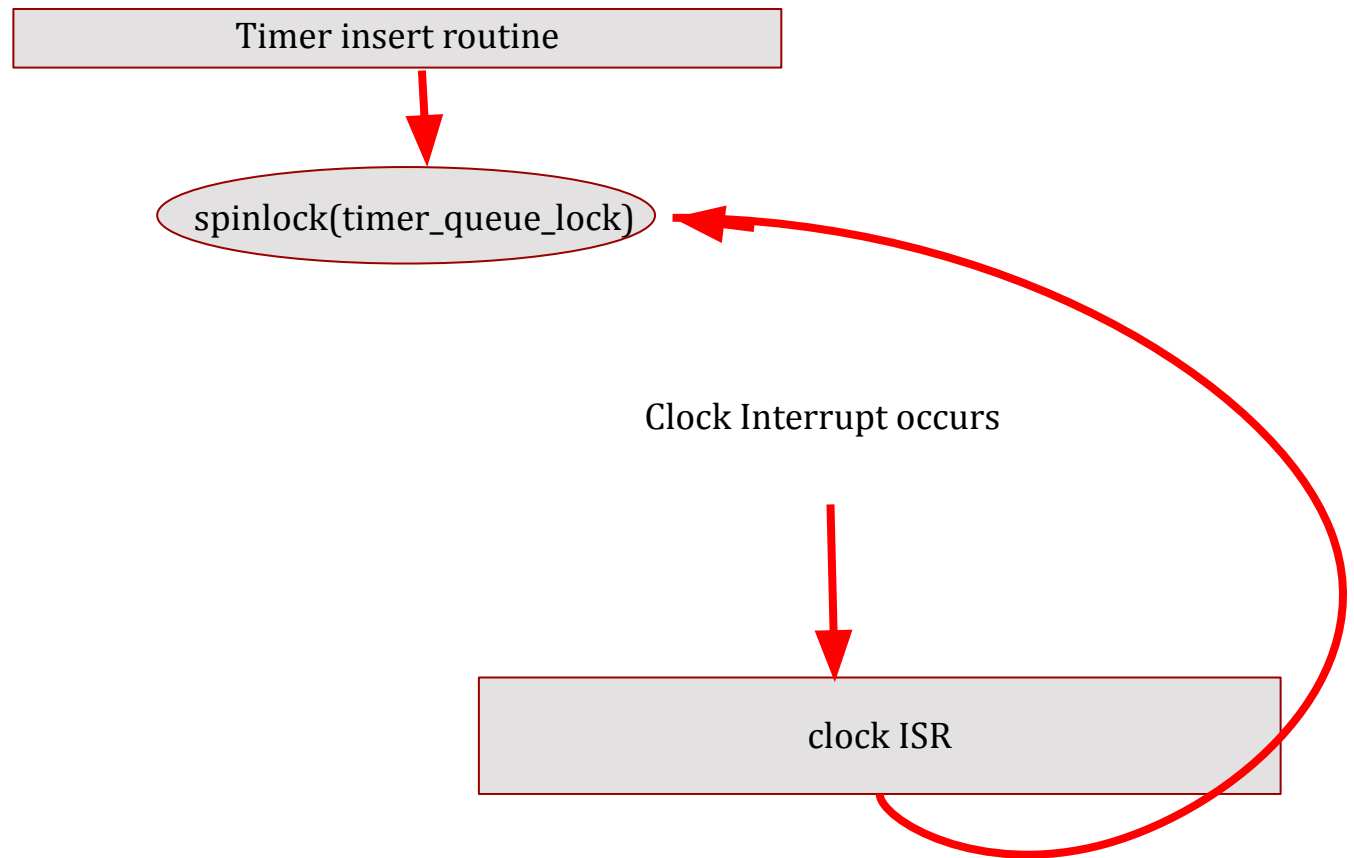 Timer insert routine
spinlock(timer_queue_lock)
Clock Interrupt occurs
clock ISR